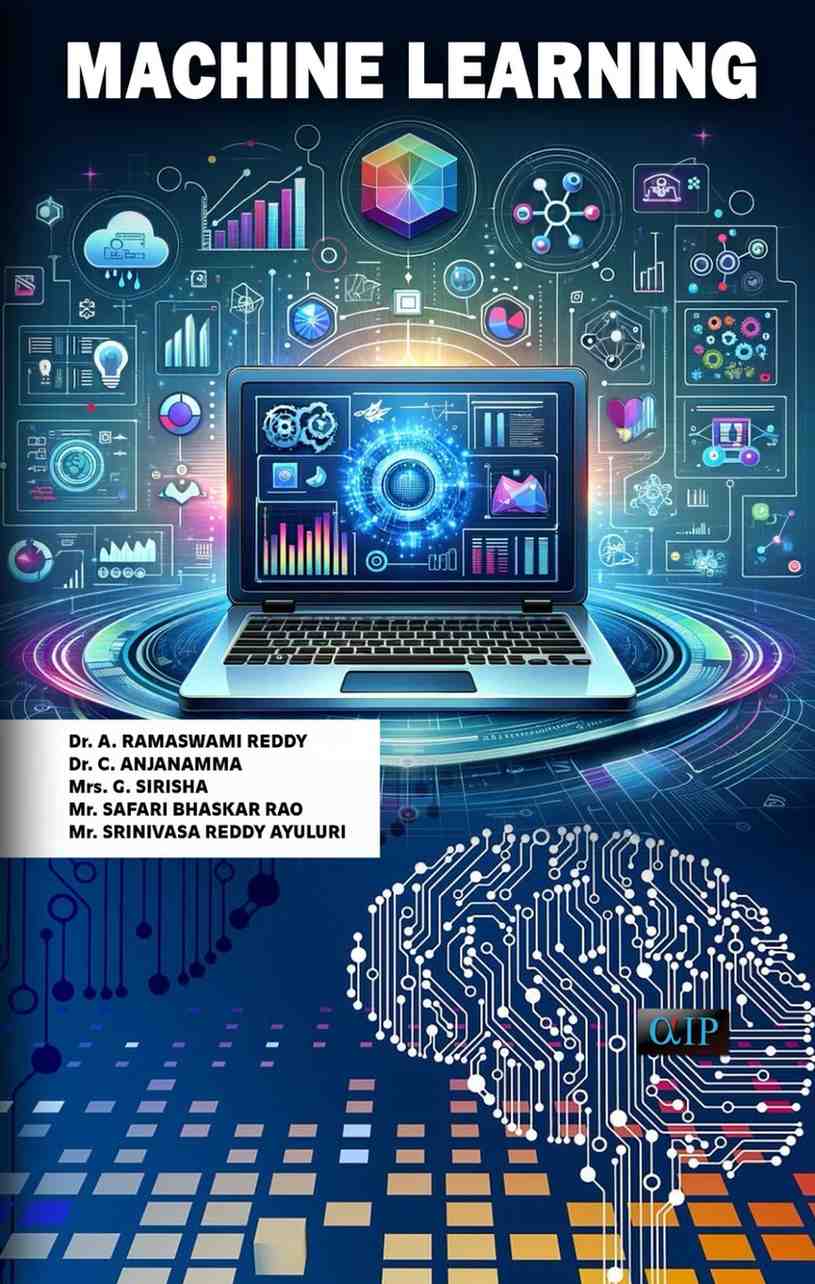 MACHINE LEARNING
Dr. A. RAMASWAMI REDDY
Dr. C. ANJANAMMA
Mrs. G. SIRISHA
Mr. SAFARI BHASKAR RAO
Mr. SRINIVASA REDDY AYULURI
αIP